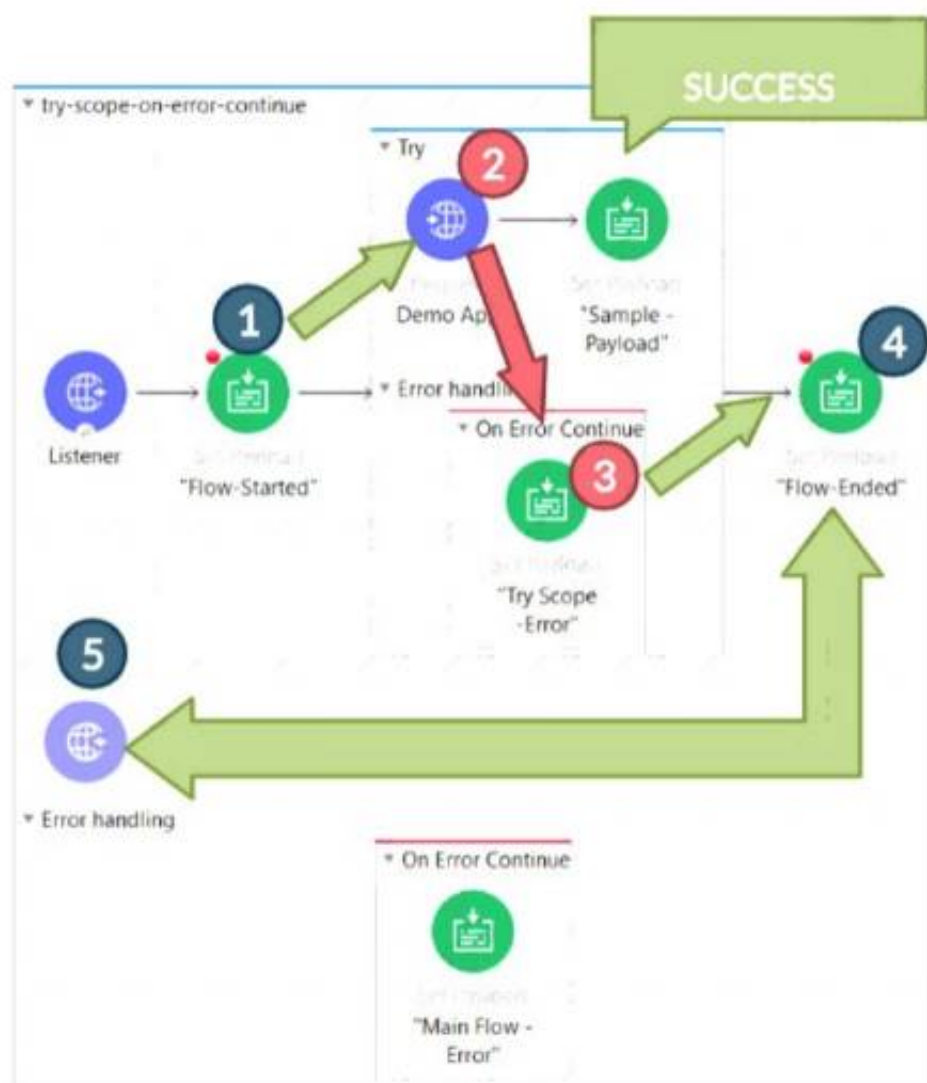 SUCCESS
try-scope-on-error-continue
Try
2
1
Demo Ap
"Sample -
Payload"
4
Error handli
On Error Continue
Listener
"Flow-Started"
3
"Flow-Ended"
"Try Scope
-Error"
5
Error handling
On Error Continue
"Main Flow -
Error"